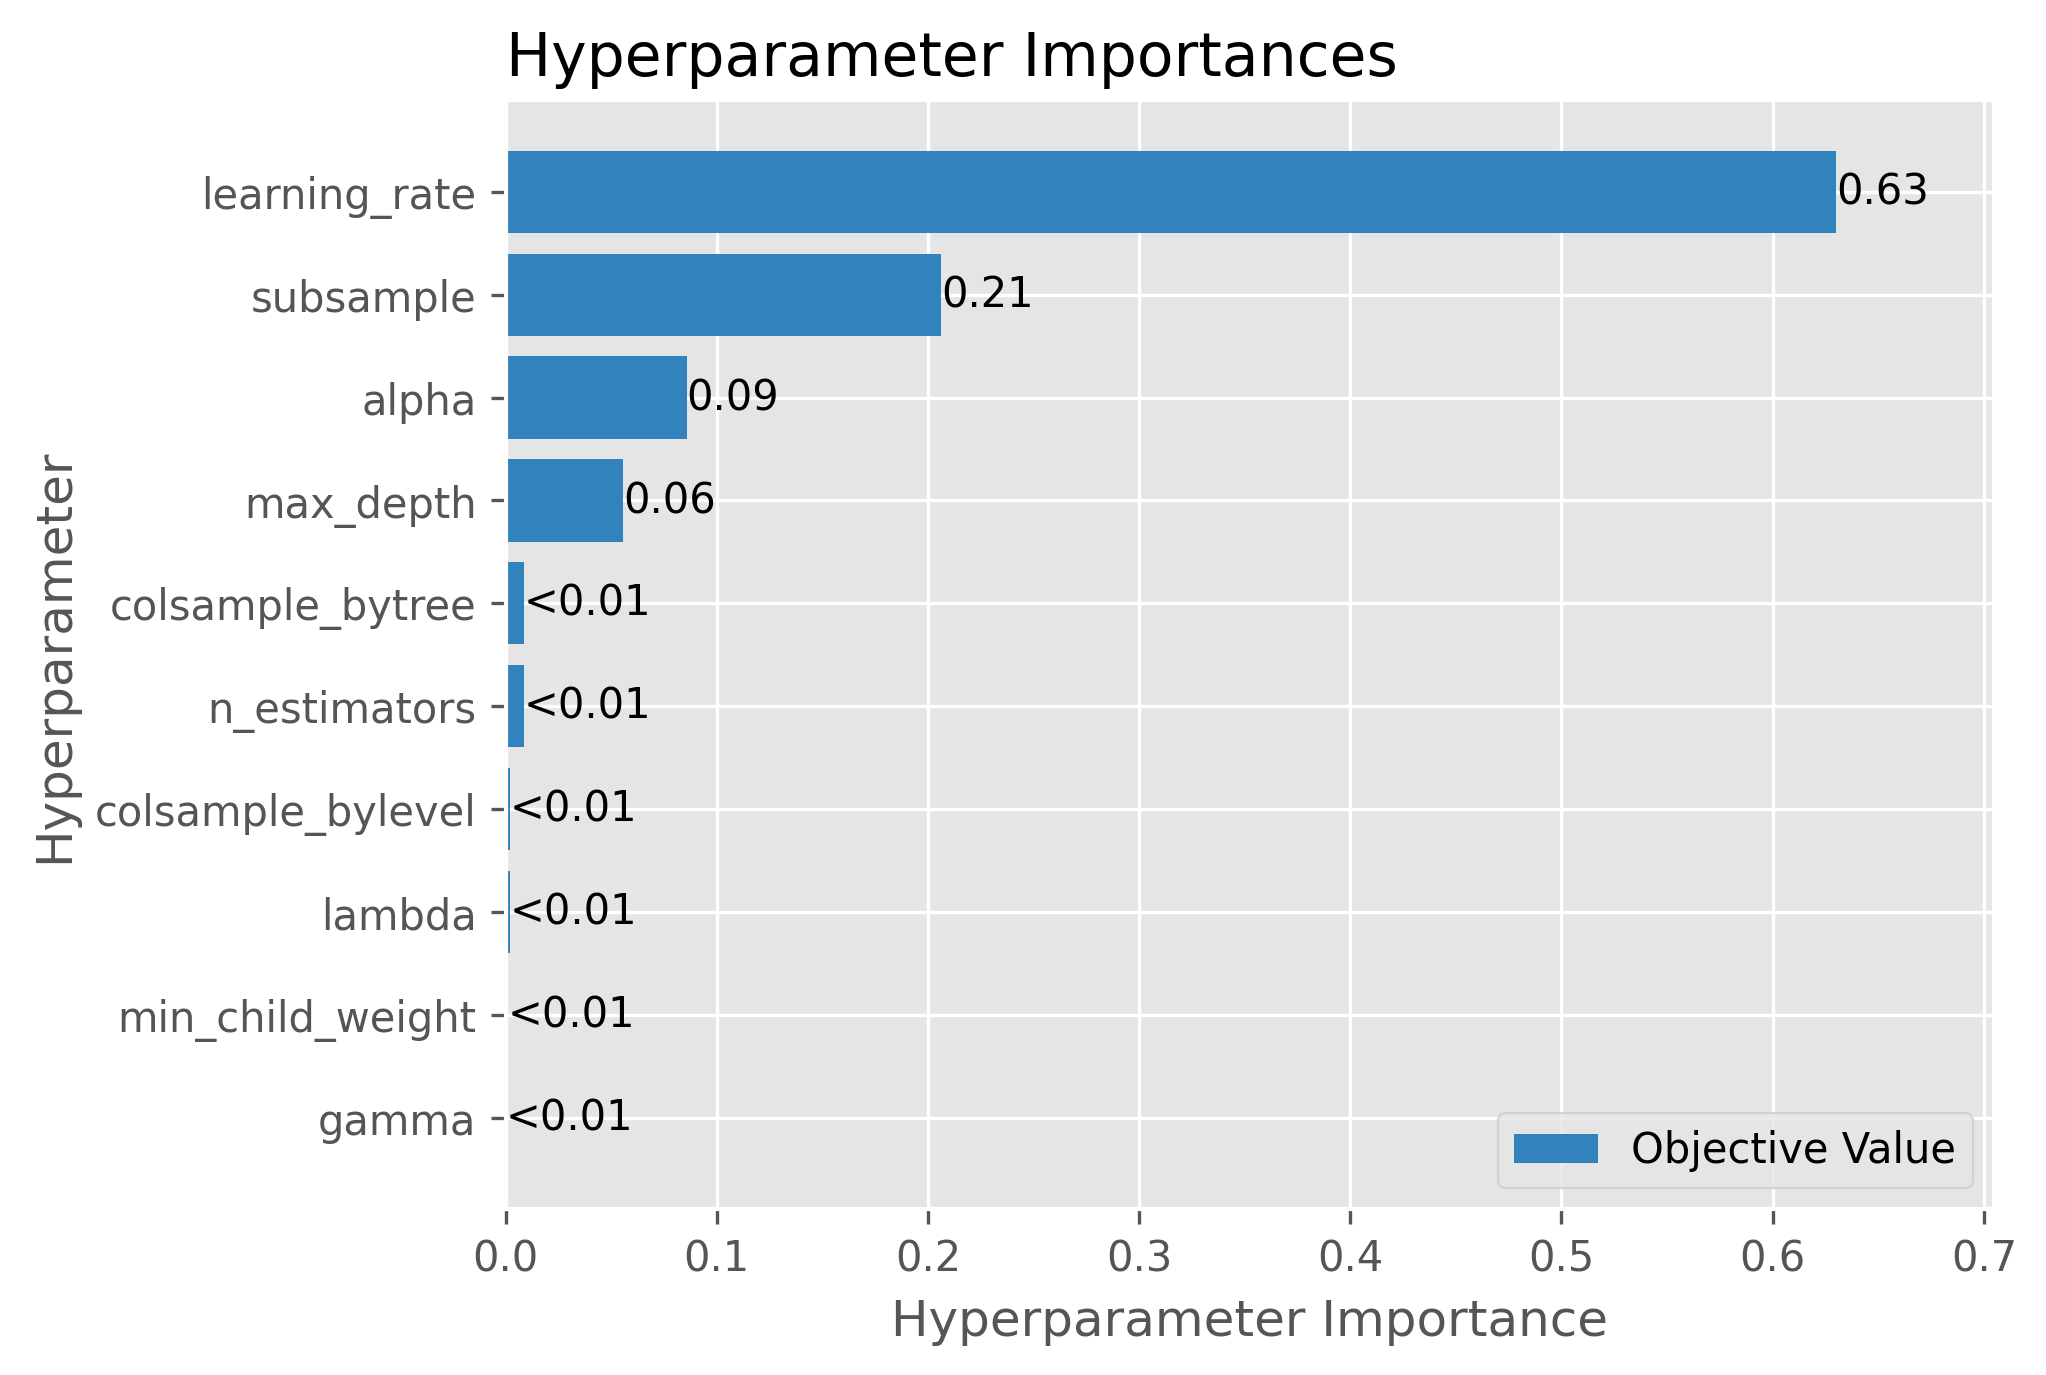 Hyperparameter Importances
learning_rate 0.63
subsample 0.21
alpha 0.09
max_depth 0.06
colsample_bytree <0.01
n_estimators <0.01
colsample_bylevel <0.01
lambda <0.01
min_child_weight <0.01
gamma <0.01
Hyperparameter
Objective Value
0.0 0.1 0.2 0.3 0.4 0.5 0.6 0.7
Hyperparameter Importance